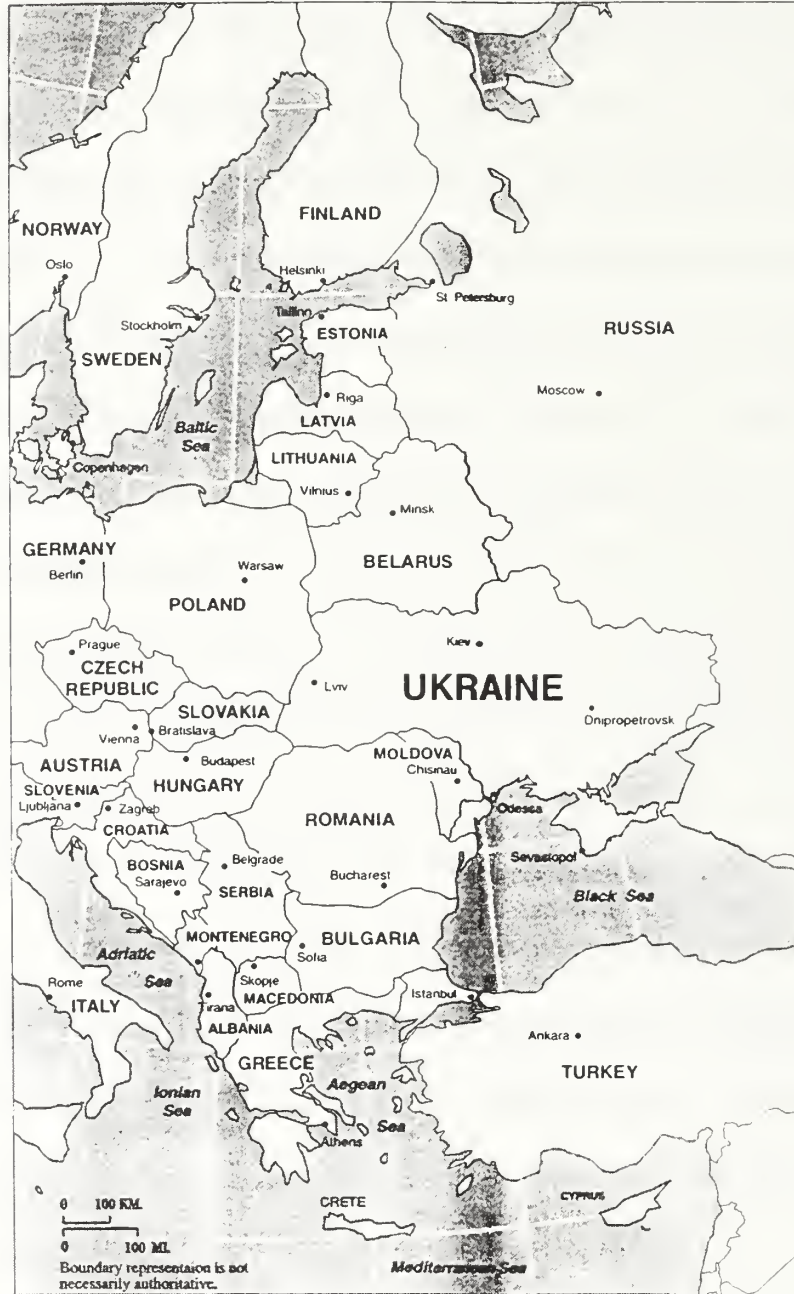 FINLAND
NORWAY
Oslo
Helsinki
St Petersburg
Tallinn
Stockholm
ESTONIA
RUSSIA
SWEDEN
Moscow
Riga
LATVIA
Baltic
Sea
LITHUANIA
Copenhagen
Vilnius
Minsk
GERMANY
BELARUS
Berlin
Warsaw
POLAND
Prague
Kiev
CZECH
REPUBLIC
Lviv
UKRAINE
SLOVAKIA
Dnipropetrovsk
Vienna
Bratislava
MOLDOVA
AUSTRIA
Budapest
Chisinau
SLOVENIA
HUNGARY
Ljubljana
Zagreb
Odessa
CROATIA
ROMANIA
BOSNIA
Belgrade
Sevastopol
Sarajevo
SERBIA
Bucharest
Black Sea
MONTENEGRO
BULGARIA
Adriatic
Sea
Sofia
Skopje
Rome
MACEDONIA
Istanbul
ITALY
Tirana
ALBANIA
Ankara
GREECE
TURKEY
Ionian
Sea
Aegean
Sea
Athens
CRETE
CYPRUS
0 100 KM.
0 100 MI.
Boundary representaion is not
necessarily authoritative.
Mediterranean Sea